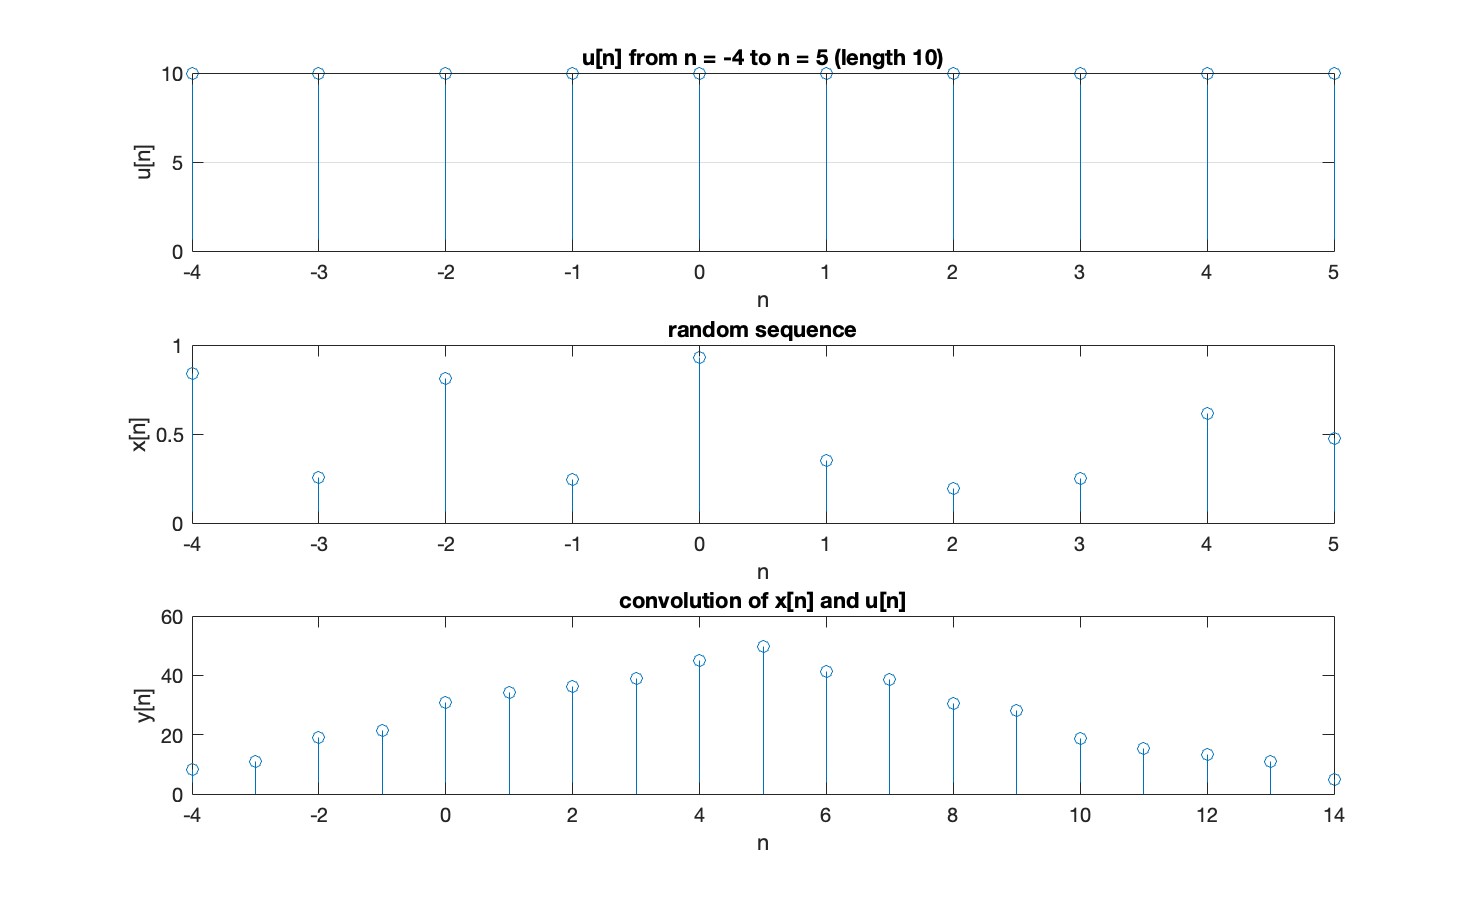 u[n] from n = -4 to n = 5 (length 10)
10
5
0
u[n]
-4 -3 -2 -1 0 1 2 3 4 5
n
random sequence
1
0.5
0
x[n]
-4 -3 -2 -1 0 1 2 3 4 5
n
convolution of x[n] and u[n]
60
40
20
0
y[n]
-4 -2 0 2 4 6 8 10 12 14
n